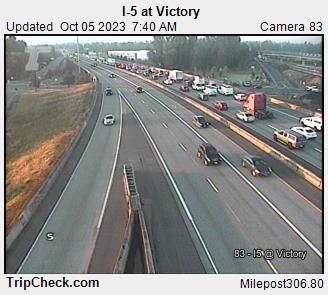 I-5 at Victory
Updated Oct 05 2023 7:40 AM Camera 83
S
83 - I5 @ Victory
TripCheck.com Milepost306.80